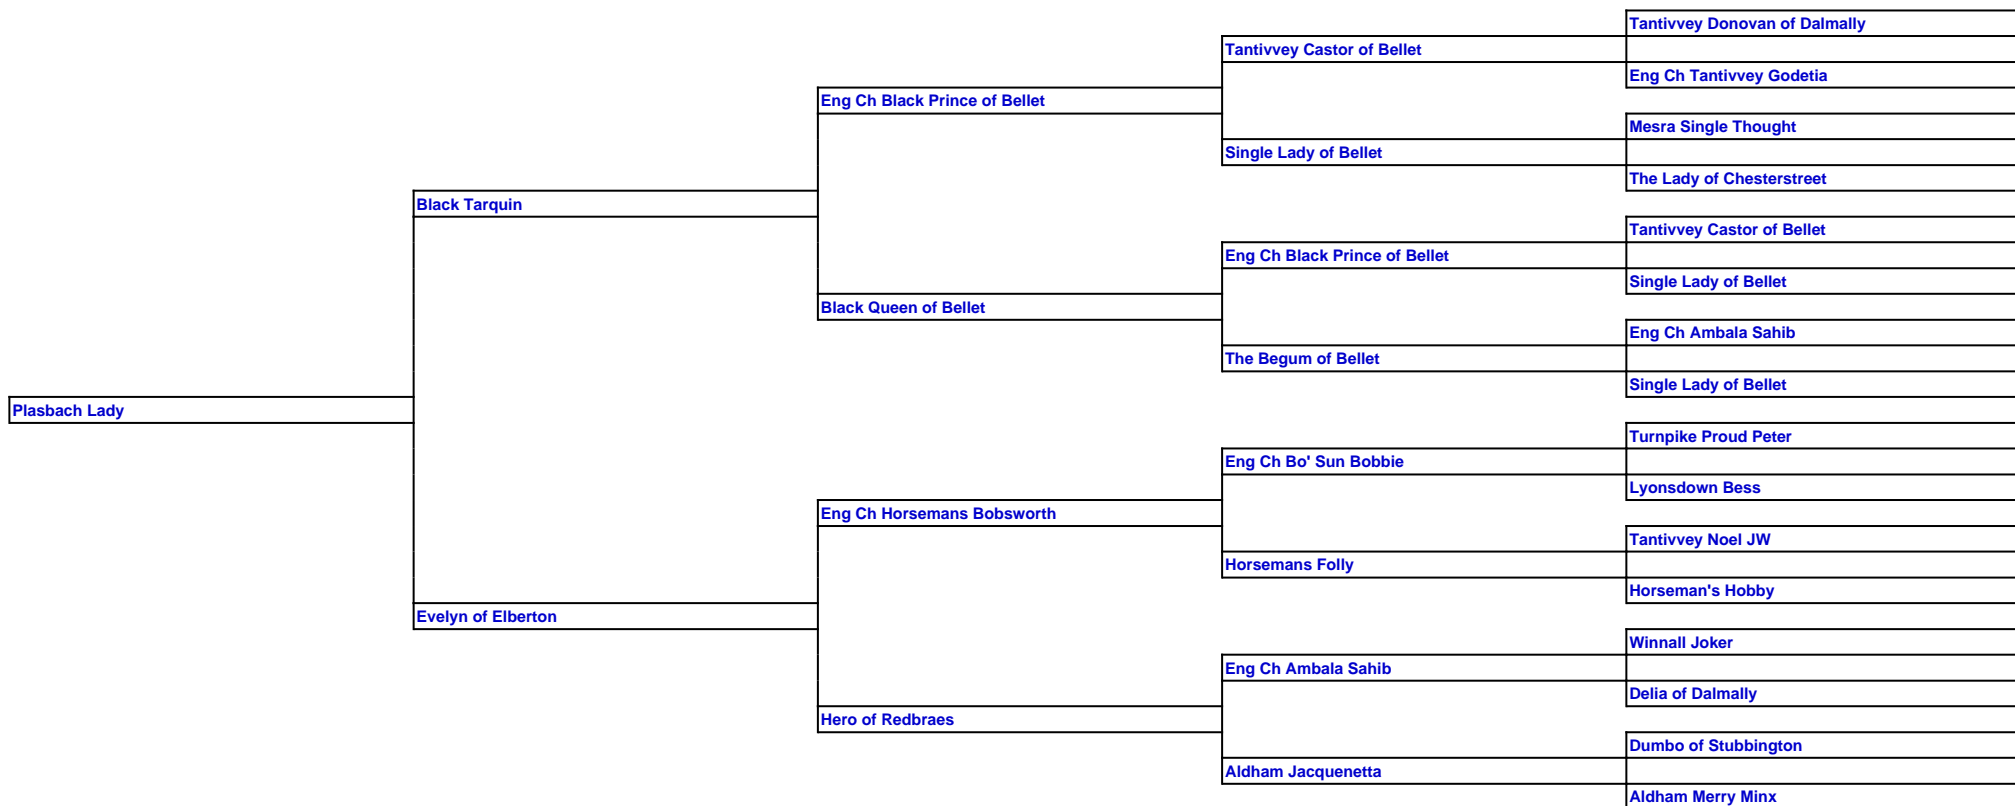 Tantivvey Donovan of Dalmally
Tantivvey Castor of Bellet
Eng Ch Tantivvey Godetia
Eng Ch Black Prince of Bellet
Mesra Single Thought
Single Lady of Bellet
The Lady of Chesterstreet
Black Tarquin
Tantivvey Castor of Bellet
Eng Ch Black Prince of Bellet
Single Lady of Bellet
Black Queen of Bellet
Eng Ch Ambala Sahib
The Begum of Bellet
Single Lady of Bellet
Plasbach Lady
Turnpike Proud Peter
Eng Ch Bo' Sun Bobbie
Lyonsdown Bess
Eng Ch Horsemans Bobsworth
Tantivvey Noel JW
Horsemans Folly
Horseman's Hobby
Evelyn of Elberton
Winnall Joker
Eng Ch Ambala Sahib
Delia of Dalmally
Hero of Redbraes
Dumbo of Stubbington
Aldham Jacquenetta
Aldham Merry Minx